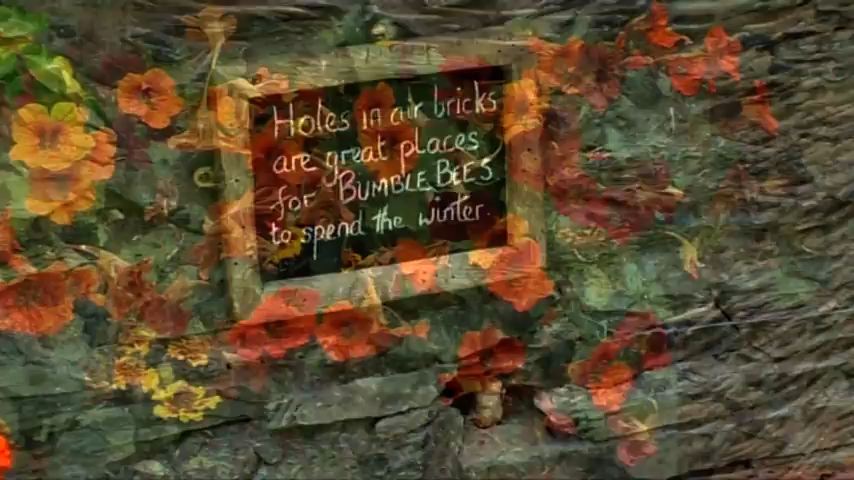 Holes in air bricks
are great places
for BUMBLE BEES
to spend the winter.